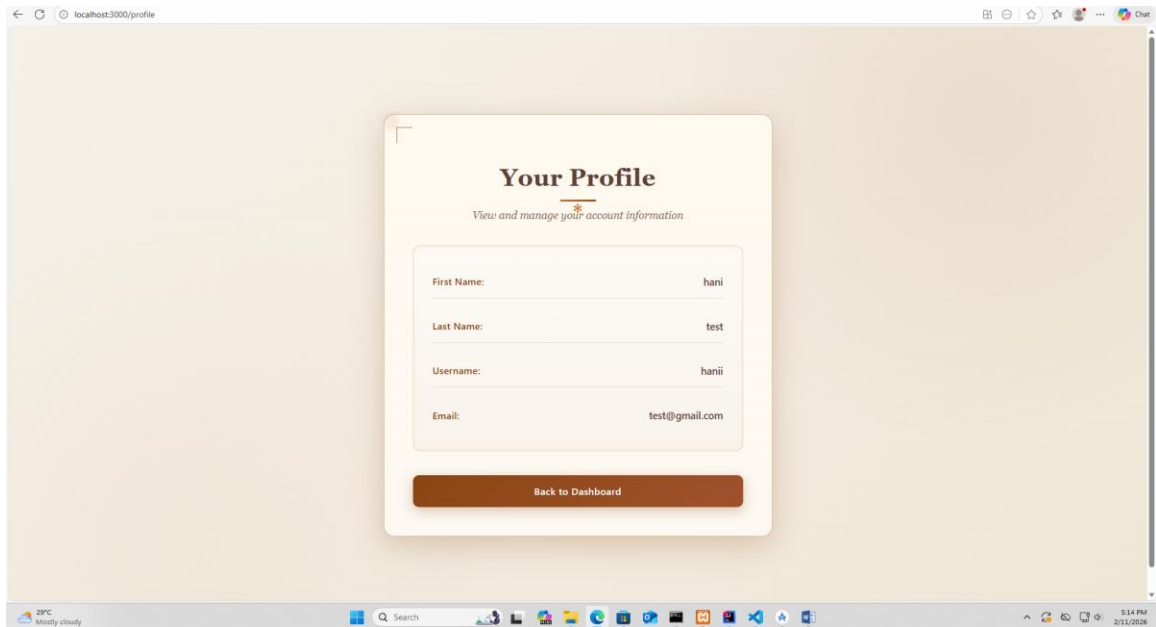 localhost:3000/profile
Chat
Your Profile
*
View and manage your account information
First Name: hani
Last Name: test
Username: hanii
Email: test@gmail.com
Back to Dashboard
29°C
Mostly cloudy
Search
5:14 PM
2/11/2026